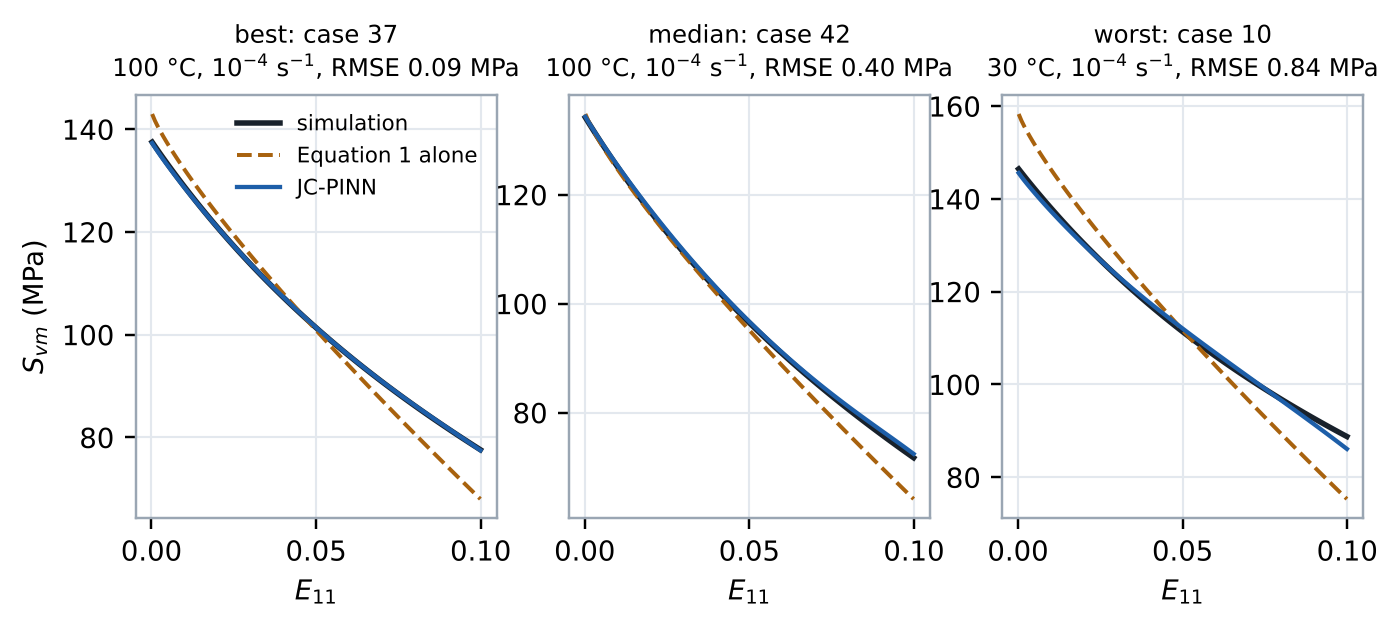 best: case 37
100 °C, 10⁻⁴ s⁻¹, RMSE 0.09 MPa
median: case 42
100 °C, 10⁻⁴ s⁻¹, RMSE 0.40 MPa
worst: case 10
30 °C, 10⁻⁴ s⁻¹, RMSE 0.84 MPa
simulation
Equation 1 alone
JC-PINN
S_vm (MPa)
140
120
100
80
0.00 0.05 0.10
E₁₁
120
100
80
0.00 0.05 0.10
E₁₁
160
140
120
100
80
0.00 0.05 0.10
E₁₁